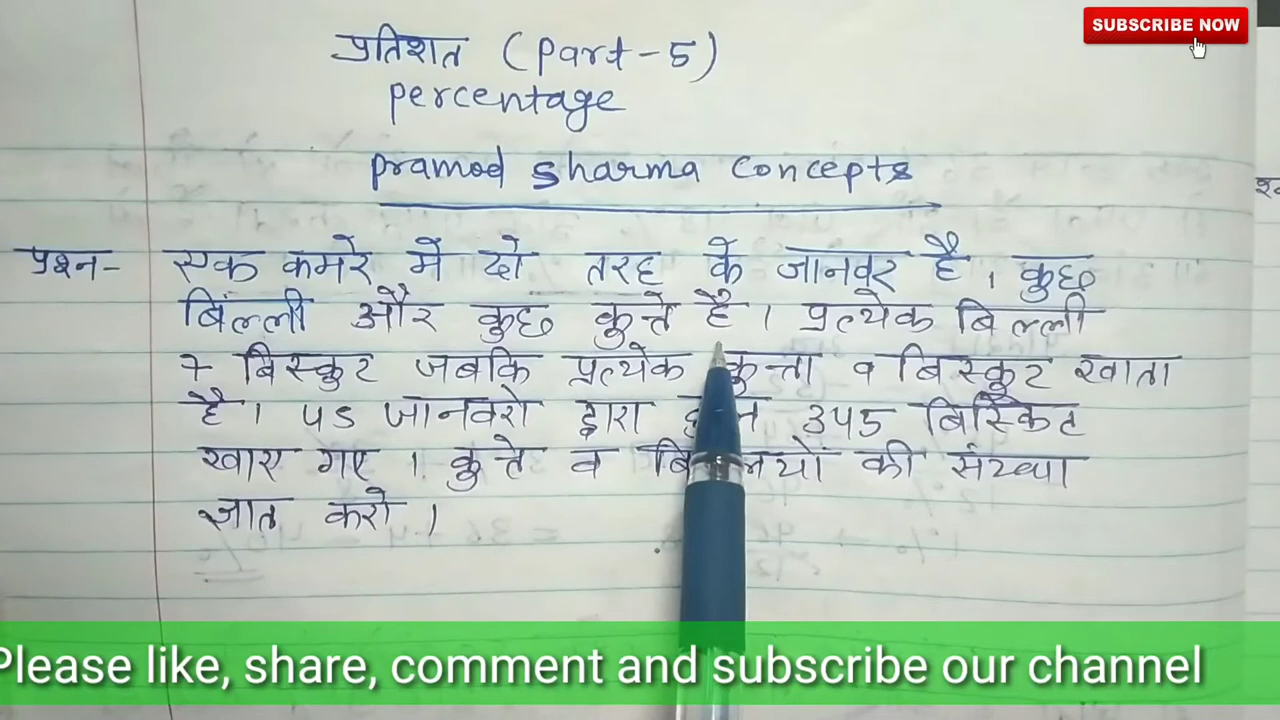 SUBSCRIBE NOW
प्रतिशत (Part-5)
percentage
pramod sharma concepts
प्रश्न- एक कमरे में दो तरह के जानवर है । कुछ
बिल्ली और कुछ कुत्ते है । प्रत्येक बिल्ली
7 बिस्कुट जबकि प्रत्येक कुत्ता 9 बिस्कूट खाता
है । 45 जानवरो द्वारा 345 बिस्किट
खाए गए । कुत्ते व की संख्या
ज्ञात करो ।
Please like, share, comment and subscribe our channel